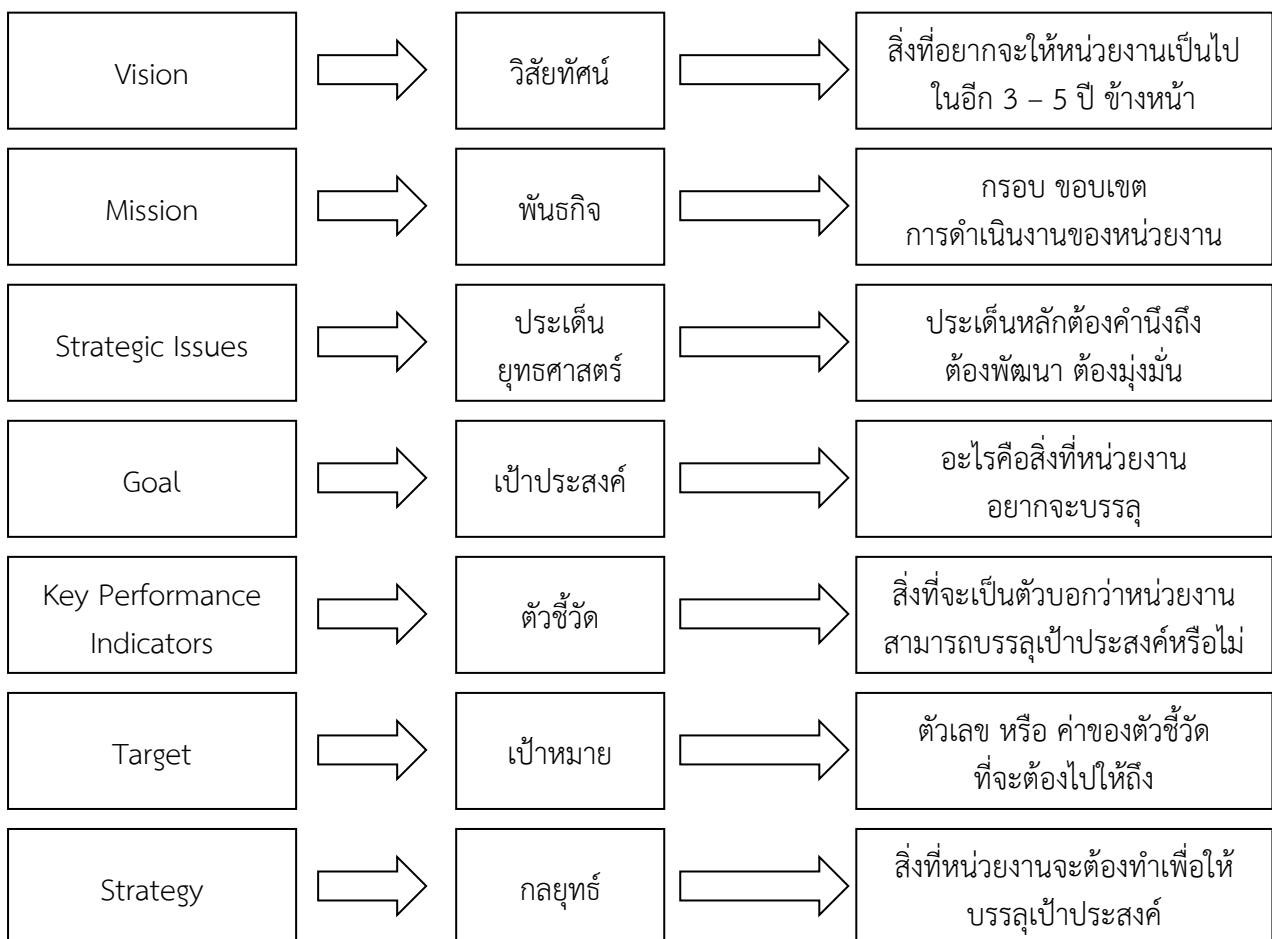 Vision
วิสัยทัศน์
สิ่งที่อยากจะให้หน่วยงานเป็นไป
ในอีก 3 – 5 ปี ข้างหน้า
Mission
พันธกิจ
กรอบ ขอบเขต
การดำเนินงานของหน่วยงาน
Strategic Issues
ประเด็น
ยุทธศาสตร์
ประเด็นหลักต้องคำนึงถึง
ต้องพัฒนา ต้องมุ่งมั่น
Goal
เป้าประสงค์
อะไรคือสิ่งที่หน่วยงาน
อยากจะบรรลุ
Key Performance
Indicators
ตัวชี้วัด
สิ่งที่จะเป็นตัวบอกว่าหน่วยงาน
สามารถบรรลุเป้าประสงค์หรือไม่
Target
เป้าหมาย
ตัวเลข หรือ ค่าของตัวชี้วัด
ที่จะต้องไปให้ถึง
Strategy
กลยุทธ์
สิ่งที่หน่วยงานจะต้องทำเพื่อให้
บรรลุเป้าประสงค์